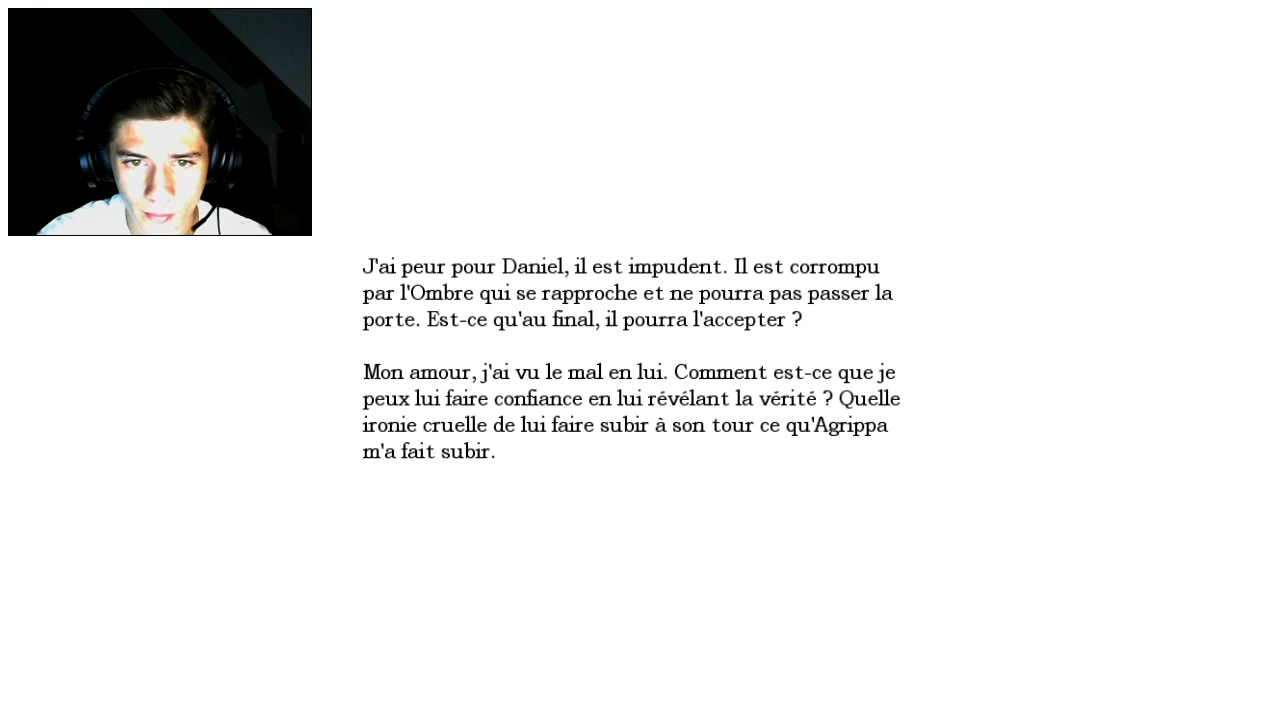 J'ai peur pour Daniel, il est impudent. Il est corrompu
par l'Ombre qui se rapproche et ne pourra pas passer la
porte. Est-ce qu'au final, il pourra l'accepter ?
Mon amour, j'ai vu le mal en lui. Comment est-ce que je
peux lui faire confiance en lui révélant la vérité ? Quelle
ironie cruelle de lui faire subir à son tour ce qu'Agrippa
m'a fait subir.